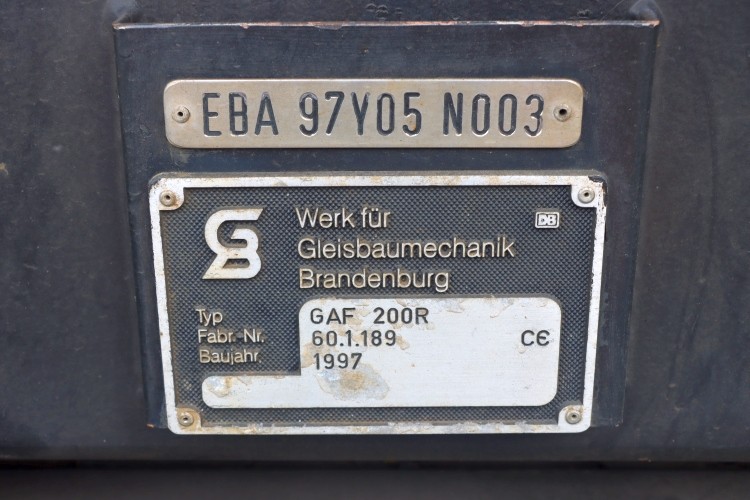 EBA 97Y05 N003
GB
Werk für
Gleisbaumechanik
Brandenburg
DB
Typ GAF 200R
Fabr.-Nr. 60.1.189 CE
Baujahr 1997